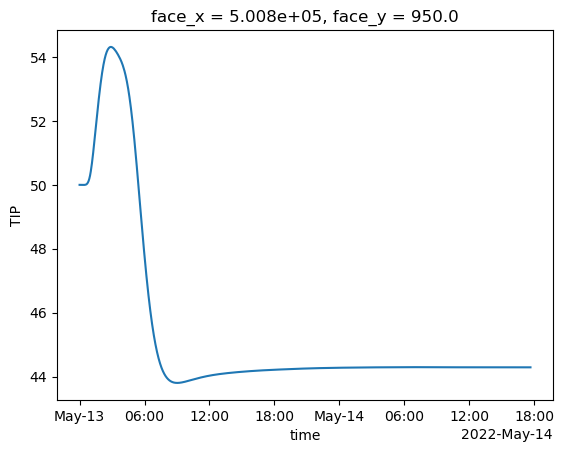 face_x = 5.008e+05, face_y = 950.0
54
52
50
48
46
44
TIP
May-13 06:00 12:00 18:00 May-14 06:00 12:00 18:00
time
2022-May-14